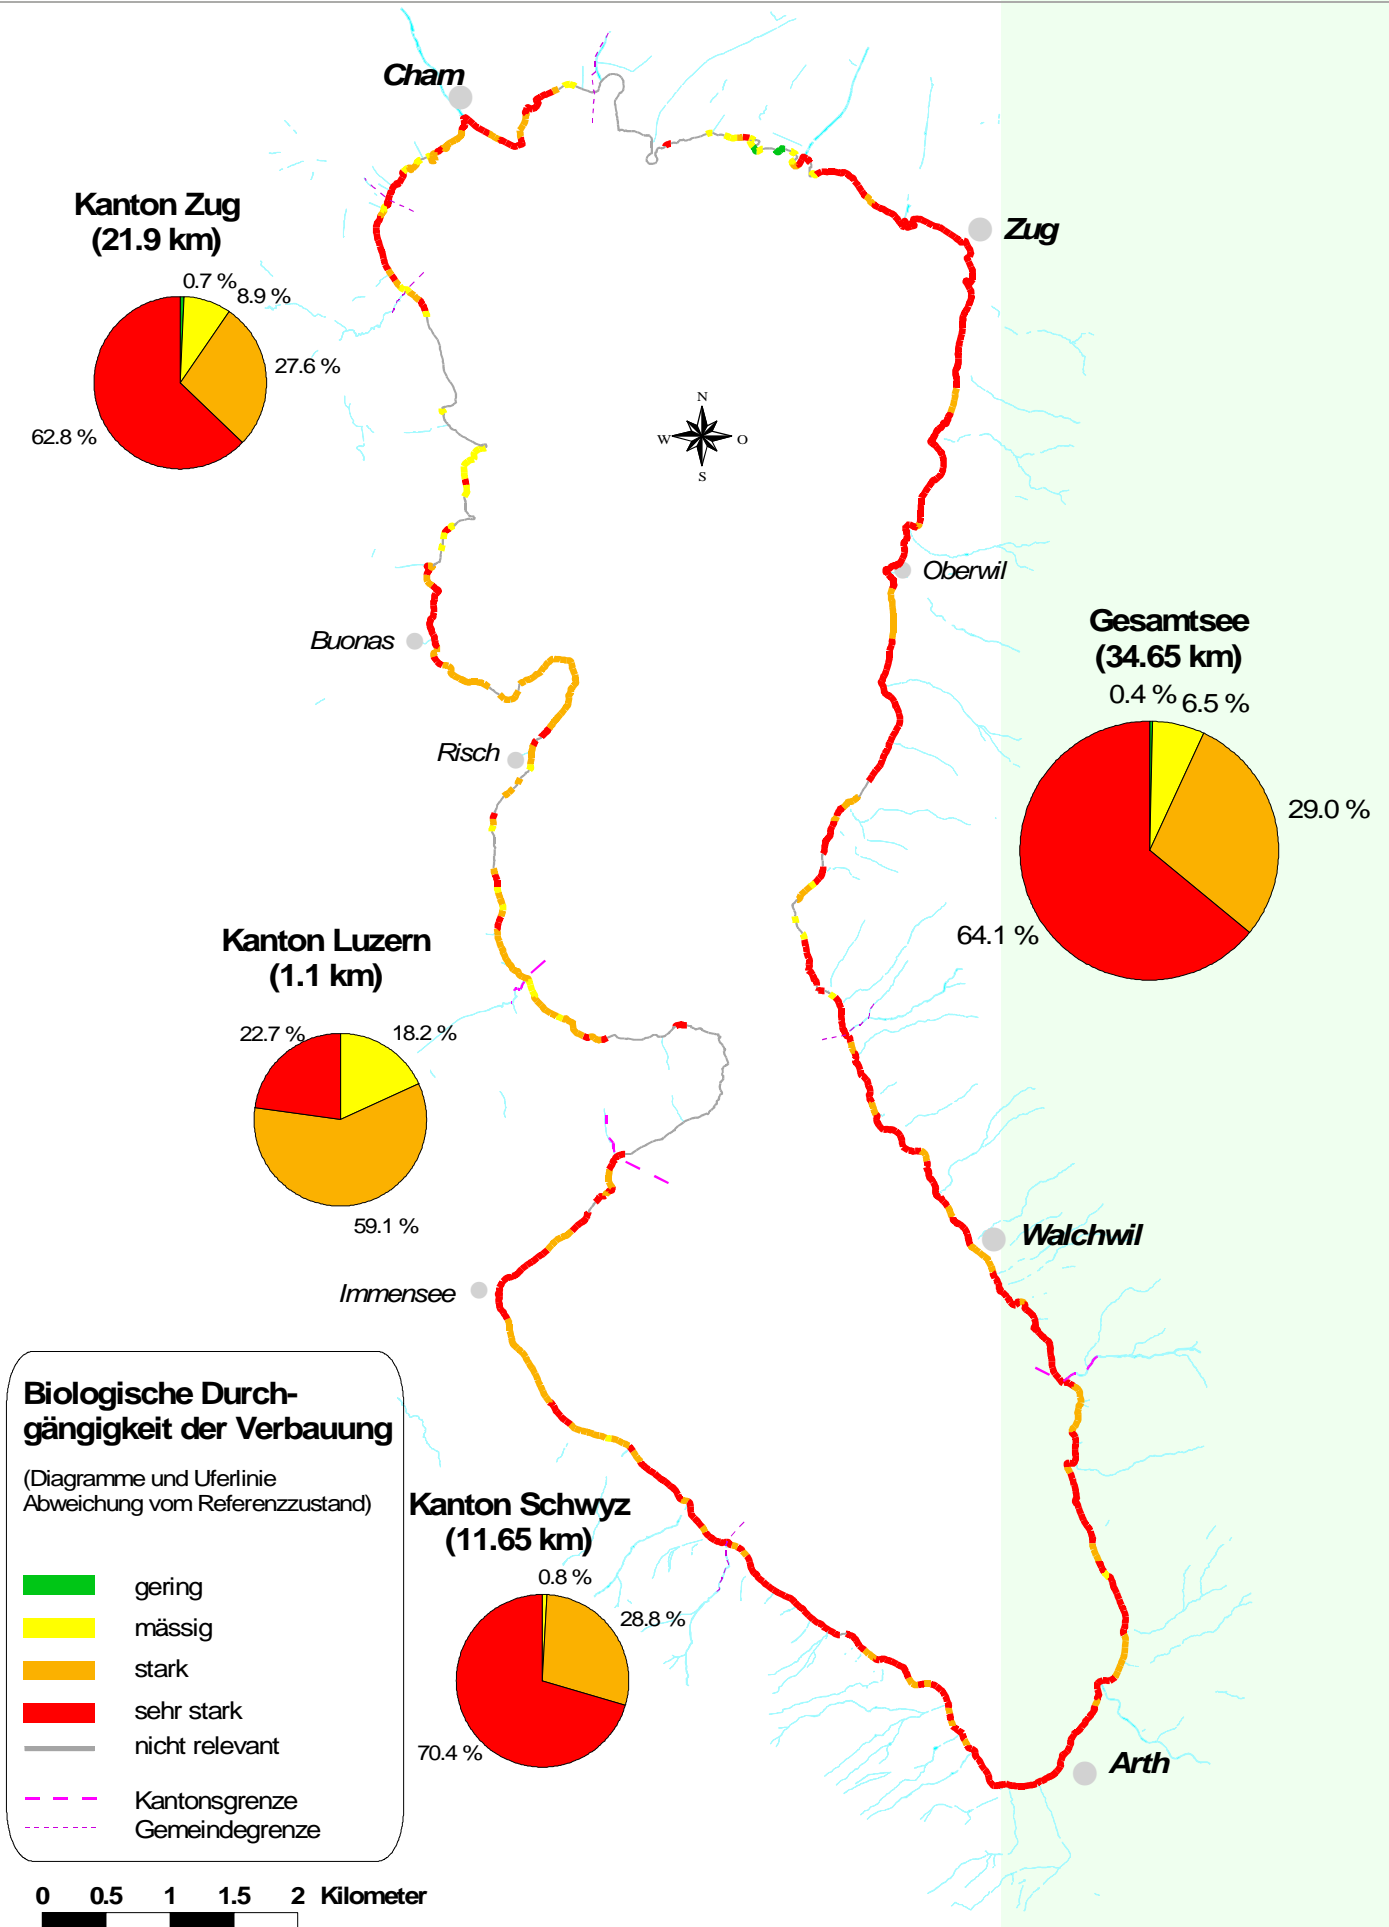 Cham
Kanton Zug
(21.9 km)
0.7 %
8.9 %
27.6 %
62.8 %
Zug
N
W
O
S
Oberwil
Buonas
Gesamtsee
(34.65 km)
0.4 %
6.5 %
29.0 %
64.1 %
Risch
Kanton Luzern
(1.1 km)
22.7 %
18.2 %
59.1 %
Walchwil
Immensee
Biologische Durch-
gängigkeit der Verbauung
(Diagramme und Uferlinie
Abweichung vom Referenzzustand)
gering
mässig
stark
sehr stark
nicht relevant
Kantonsgrenze
Gemeindegrenze
Kanton Schwyz
(11.65 km)
0.8 %
28.8 %
70.4 %
Arth
0 0.5 1 1.5 2 Kilometer